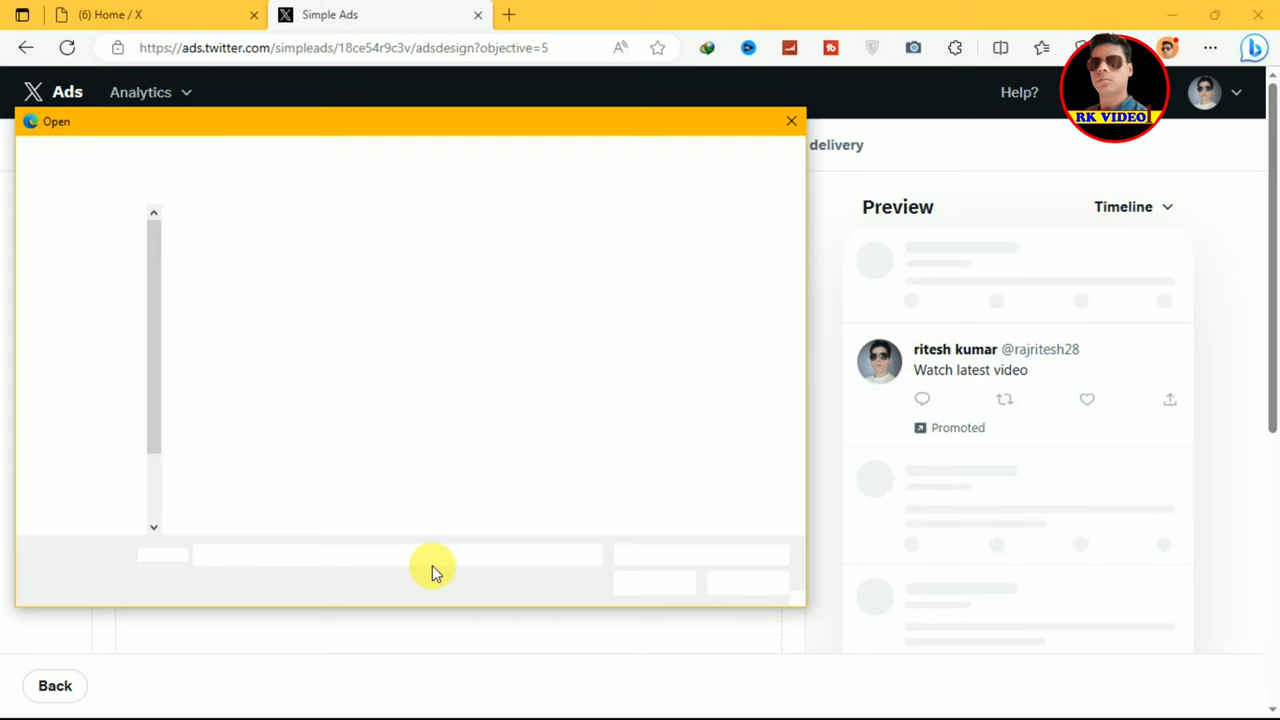 (6) Home / X
Simple Ads
https://ads.twitter.com/simpleads/18ce54r9c3v/adsdesign?objective=5
X Ads
Analytics
Help?
RK VIDEO
Open
delivery
Preview
Timeline
ritesh kumar @rajritesh28
Watch latest video
Promoted
Back